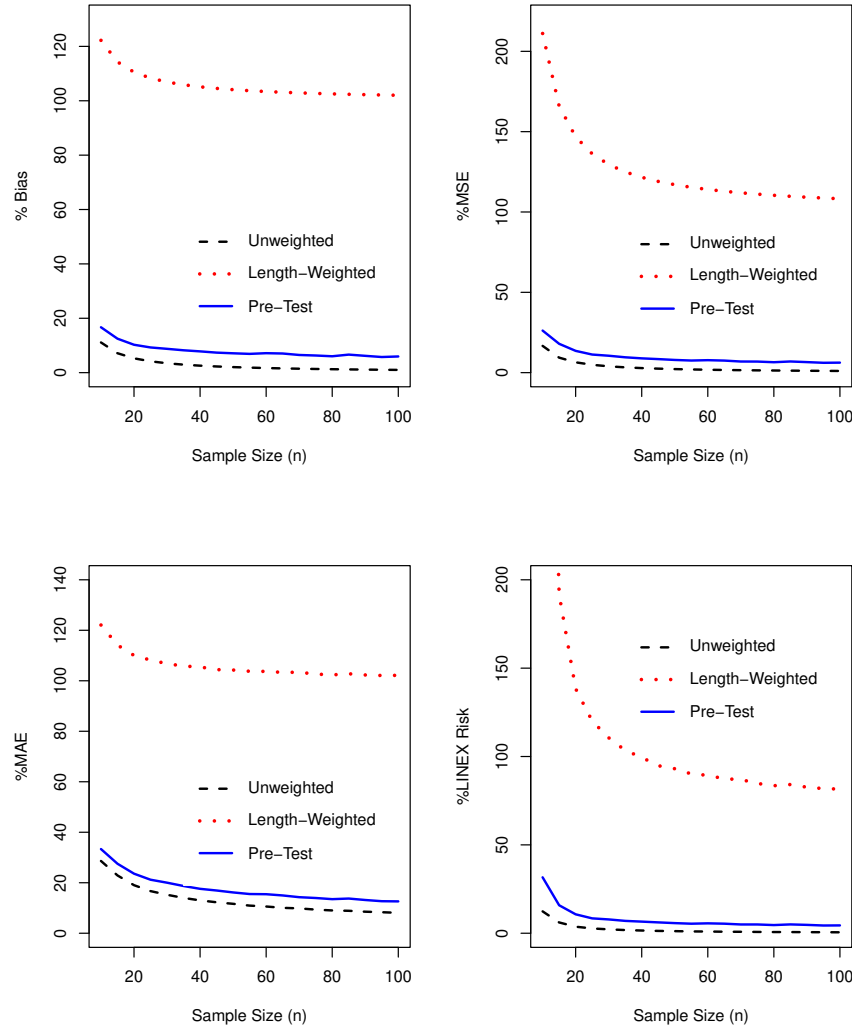 % Bias
0
20
40
60
80
100
120
Unweighted
Length-Weighted
Pre-Test
20
40
60
80
100
Sample Size (n)
%MSE
0
50
100
150
200
Unweighted
Length-Weighted
Pre-Test
20
40
60
80
100
Sample Size (n)
%MAE
0
20
40
60
80
100
120
140
Unweighted
Length-Weighted
Pre-Test
20
40
60
80
100
Sample Size (n)
%LINEX Risk
0
50
100
150
200
Unweighted
Length-Weighted
Pre-Test
20
40
60
80
100
Sample Size (n)